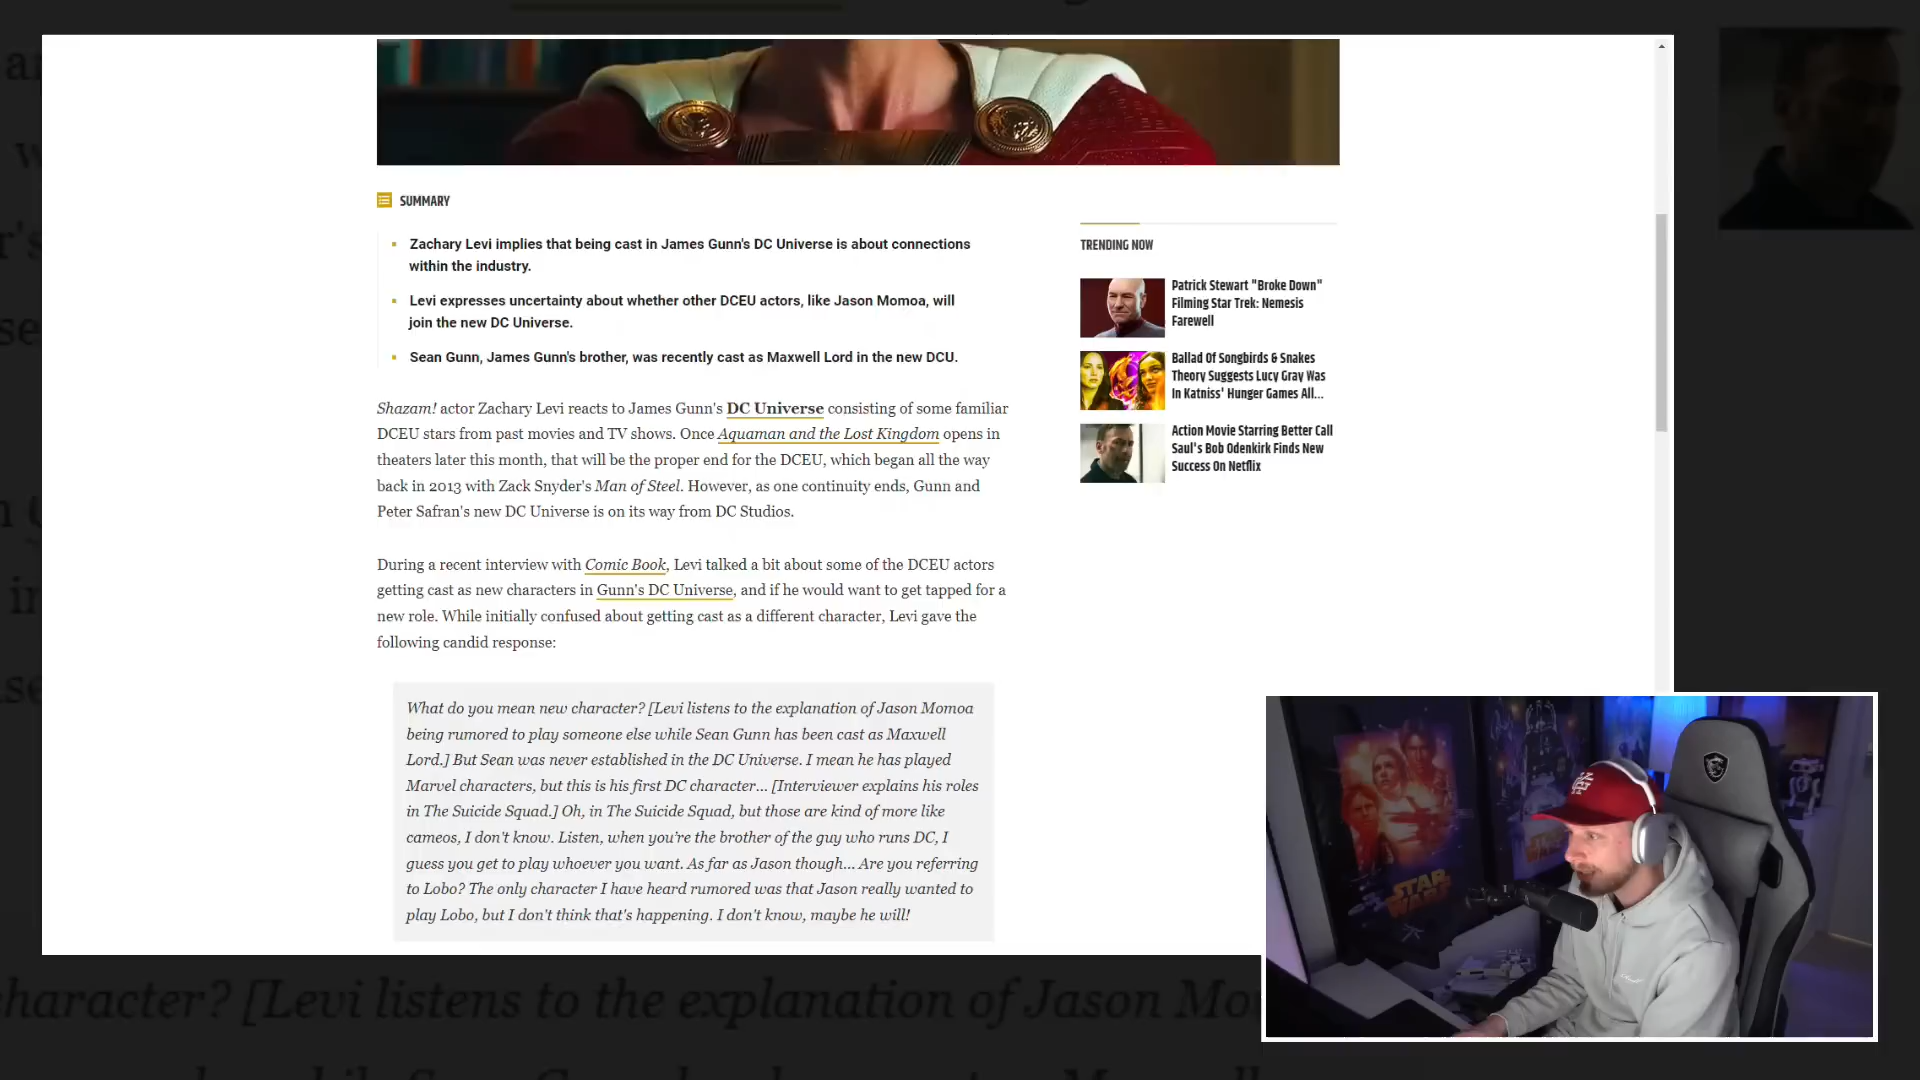 SUMMARY
Zachary Levi implies that being cast in James Gunn's DC Universe is about connections
within the industry.
Levi expresses uncertainty about whether other DCEU actors, like Jason Momoa, will
join the new DC Universe.
Sean Gunn, James Gunn's brother, was recently cast as Maxwell Lord in the new DCU.
Shazam! actor Zachary Levi reacts to James Gunn's DC Universe consisting of some familiar
DCEU stars from past movies and TV shows. Once Aquaman and the Lost Kingdom opens in
theaters later this month, that will be the proper end for the DCEU, which began all the way
back in 2013 with Zack Snyder's Man of Steel. However, as one continuity ends, Gunn and
Peter Safran's new DC Universe is on its way from DC Studios.
During a recent interview with Comic Book, Levi talked a bit about some of the DCEU actors
getting cast as new characters in Gunn's DC Universe, and if he would want to get tapped for a
new role. While initially confused about getting cast as a different character, Levi gave the
following candid response:
What do you mean new character? [Levi listens to the explanation of Jason Momoa
being rumored to play someone else while Sean Gunn has been cast as Maxwell
Lord.] But Sean was never established in the DC Universe. I mean he has played
Marvel characters, but this is his first DC character... [Interviewer explains his roles
in The Suicide Squad.] Oh, in The Suicide Squad, but those are kind of more like
cameos, I don't know. Listen, when you're the brother of the guy who runs DC, I
guess you get to play whoever you want. As far as Jason though... Are you referring
to Lobo? The only character I have heard rumored was that Jason really wanted to
play Lobo, but I don't think that's happening. I don't know, maybe he will!
TRENDING NOW
Patrick Stewart "Broke Down"
Filming Star Trek: Nemesis
Farewell
Ballad Of Songbirds & Snakes
Theory Suggests Lucy Gray Was
In Katniss' Hunger Games All...
Action Movie Starring Better Call
Saul's Bob Odenkirk Finds New
Success On Netflix
STAR
WARS
character? [Levi listens to the explanation of Jason Mo